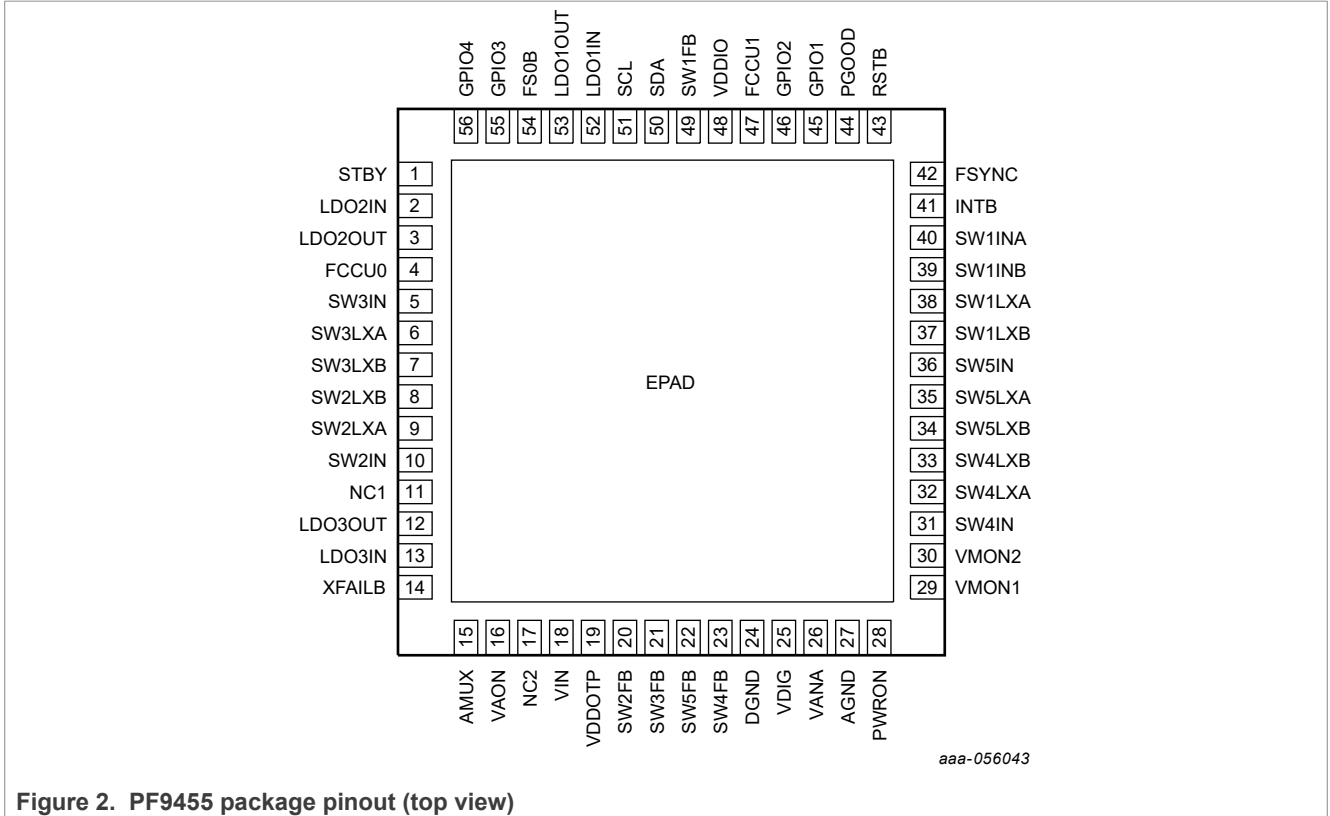 GPIO4
GPIO3
FS0B
LDO1OUT
LDO1IN
SCL
SDA
SW1FB
VDDIO
FCCU1
GPIO2
GPIO1
PGOOD
RSTB
56
55
54
53
52
51
50
49
48
47
46
45
44
43
STBY 1
LDO2IN 2
LDO2OUT 3
FCCU0 4
SW3IN 5
SW3LXA 6
SW3LXB 7
SW2LXB 8
SW2LXA 9
SW2IN 10
NC1 11
LDO3OUT 12
LDO3IN 13
XFAILB 14
EPAD
42 FSYNC
41 INTB
40 SW1INA
39 SW1INB
38 SW1LXA
37 SW1LXB
36 SW5IN
35 SW5LXA
34 SW5LXB
33 SW4LXB
32 SW4LXA
31 SW4IN
30 VMON2
29 VMON1
15
16
17
18
19
20
21
22
23
24
25
26
27
28
AMUX
VAON
NC2
VIN
VDDOTP
SW2FB
SW3FB
SW5FB
SW4FB
DGND
VDIG
VANA
AGND
PWRON
aaa-056043
Figure 2. PF9455 package pinout (top view)